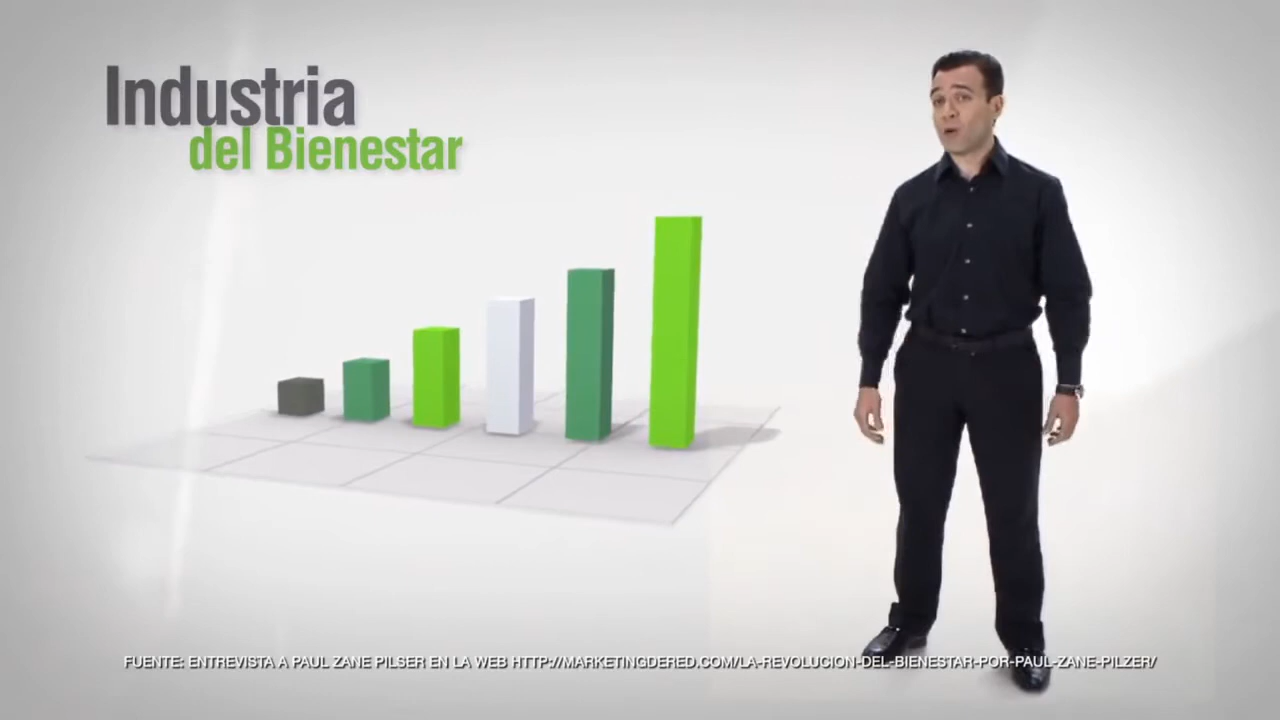 Industria
del Bienestar
FUENTE: ENTREVISTA A PAUL ZANE PILSER EN LA WEB HTTP://MARKETINGDERED.COM/LA-REVOLUCION-DEL-BIENESTAR-POR-PAUL-ZANE-PILZER/